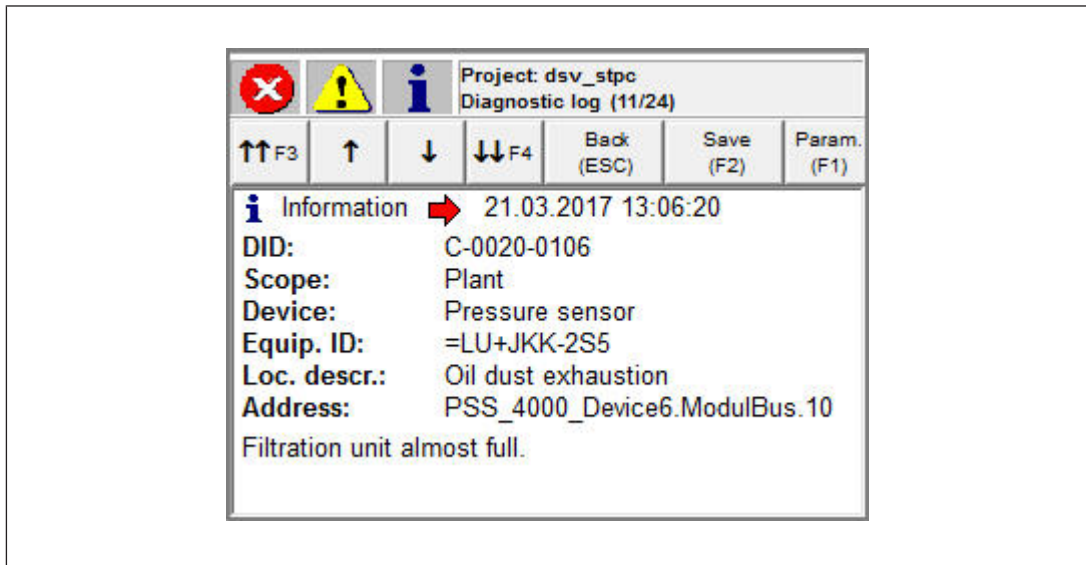 Project: dsv_stpc
Diagnostic log (11/24)
↑↑ F3 ↑ ↓ ↓↓ F4 Back (ESC) Save (F2) Param. (F1)
i Information 21.03.2017 13:06:20
DID: C-0020-0106
Scope: Plant
Device: Pressure sensor
Equip. ID: =LU+JKK-2S5
Loc. descr.: Oil dust exhaustion
Address: PSS_4000_Device6.ModulBus.10
Filtration unit almost full.